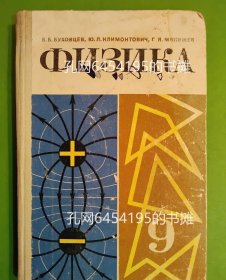 Б. Б. БУХОВЦЕВ, Ю. Л. КЛИМОНТОВИЧ, Г. Я. МЯКИШЕВ
ФИЗИКА
孔网6454195的书摊
+
9
孔网6454195的书摊
−